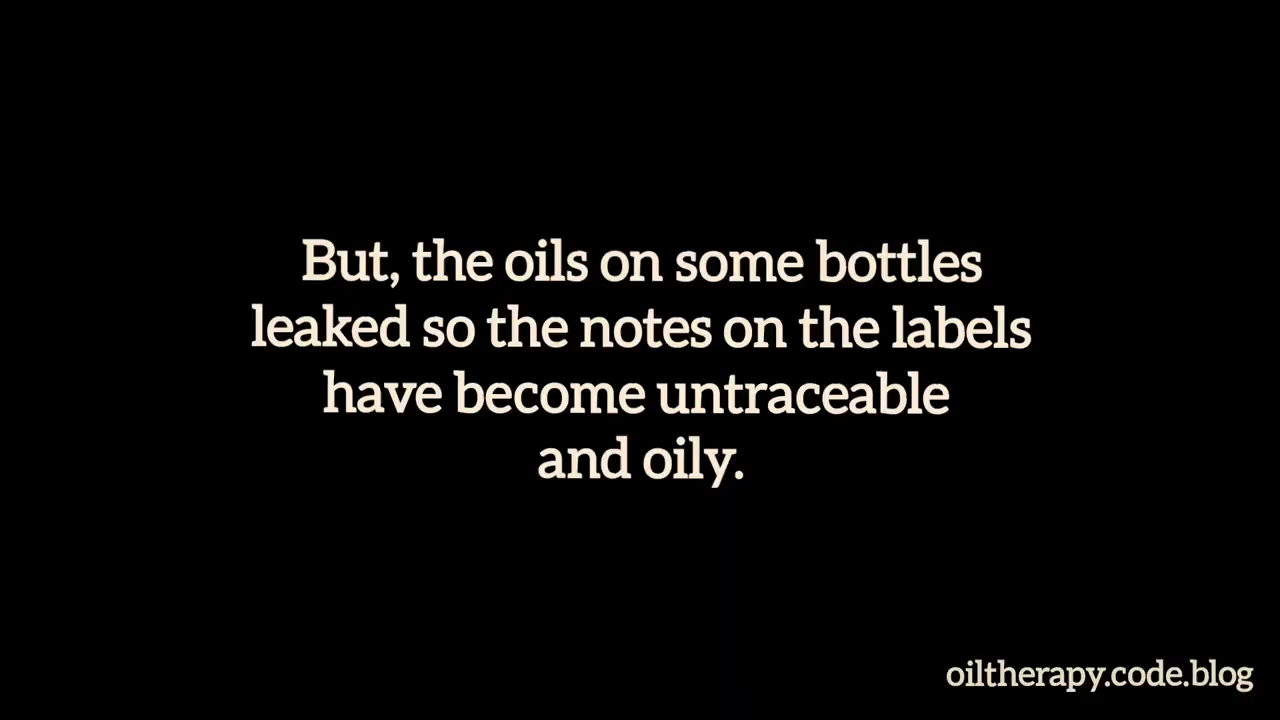 But, the oils on some bottles
leaked so the notes on the labels
have become untraceable
and oily.
oiltherapy.code.blog